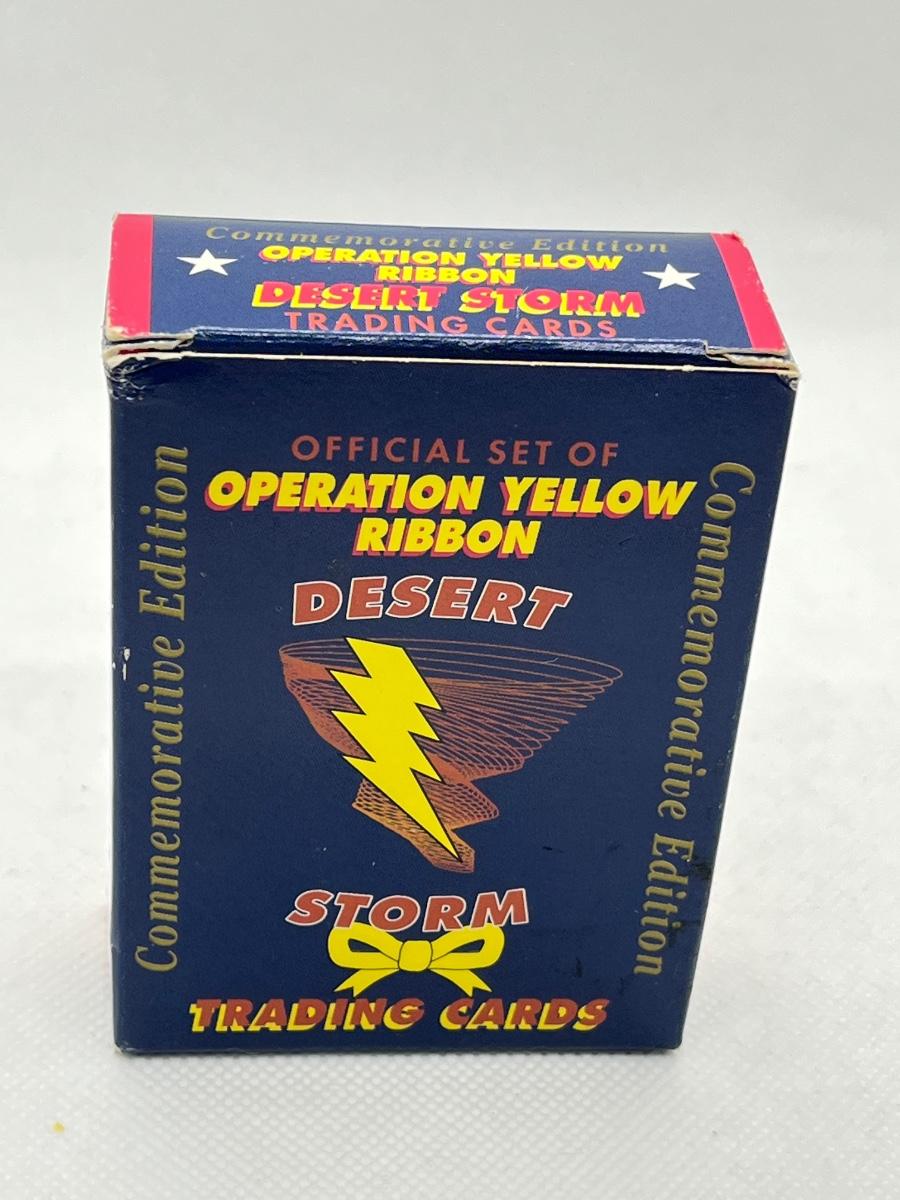 Commemorative Edition
OPERATION YELLOW
RIBBON
DESERT STORM
TRADING CARDS
OFFICIAL SET OF
OPERATION YELLOW
RIBBON
DESERT
STORM
TRADING CARDS
Commemorative Edition
Commemorative Edition